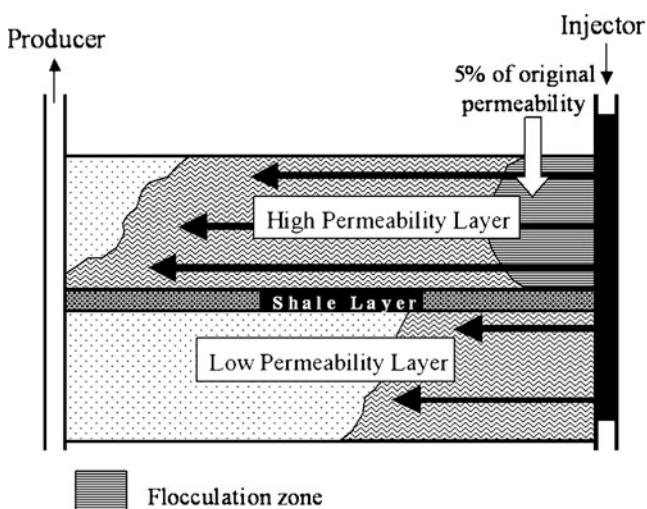 Producer
Injector
5% of original
permeability
High Permeability Layer
Shale Layer
Low Permeability Layer
Flocculation zone